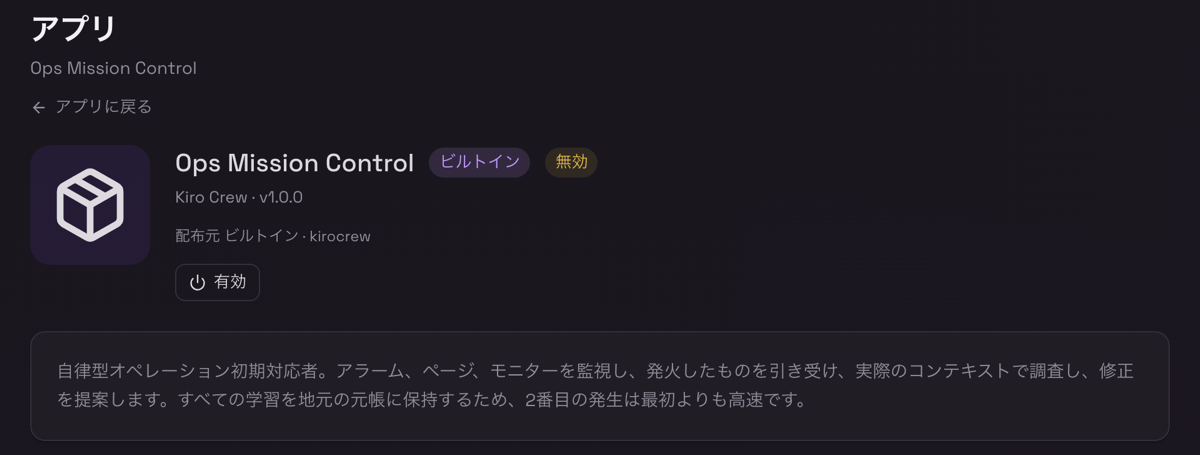 アプリ
Ops Mission Control
← アプリに戻る
Ops Mission Control ビルトイン 無効
Kiro Crew · v1.0.0
配布元 ビルトイン · kirocrew
有効
自律型オペレーション初期対応者。アラーム、ページ、モニターを監視し、発火したものを引き受け、実際のコンテキストで調査し、修正
を提案します。すべての学習を地元の元帳に保持するため、2番目の発生は最初よりも高速です。